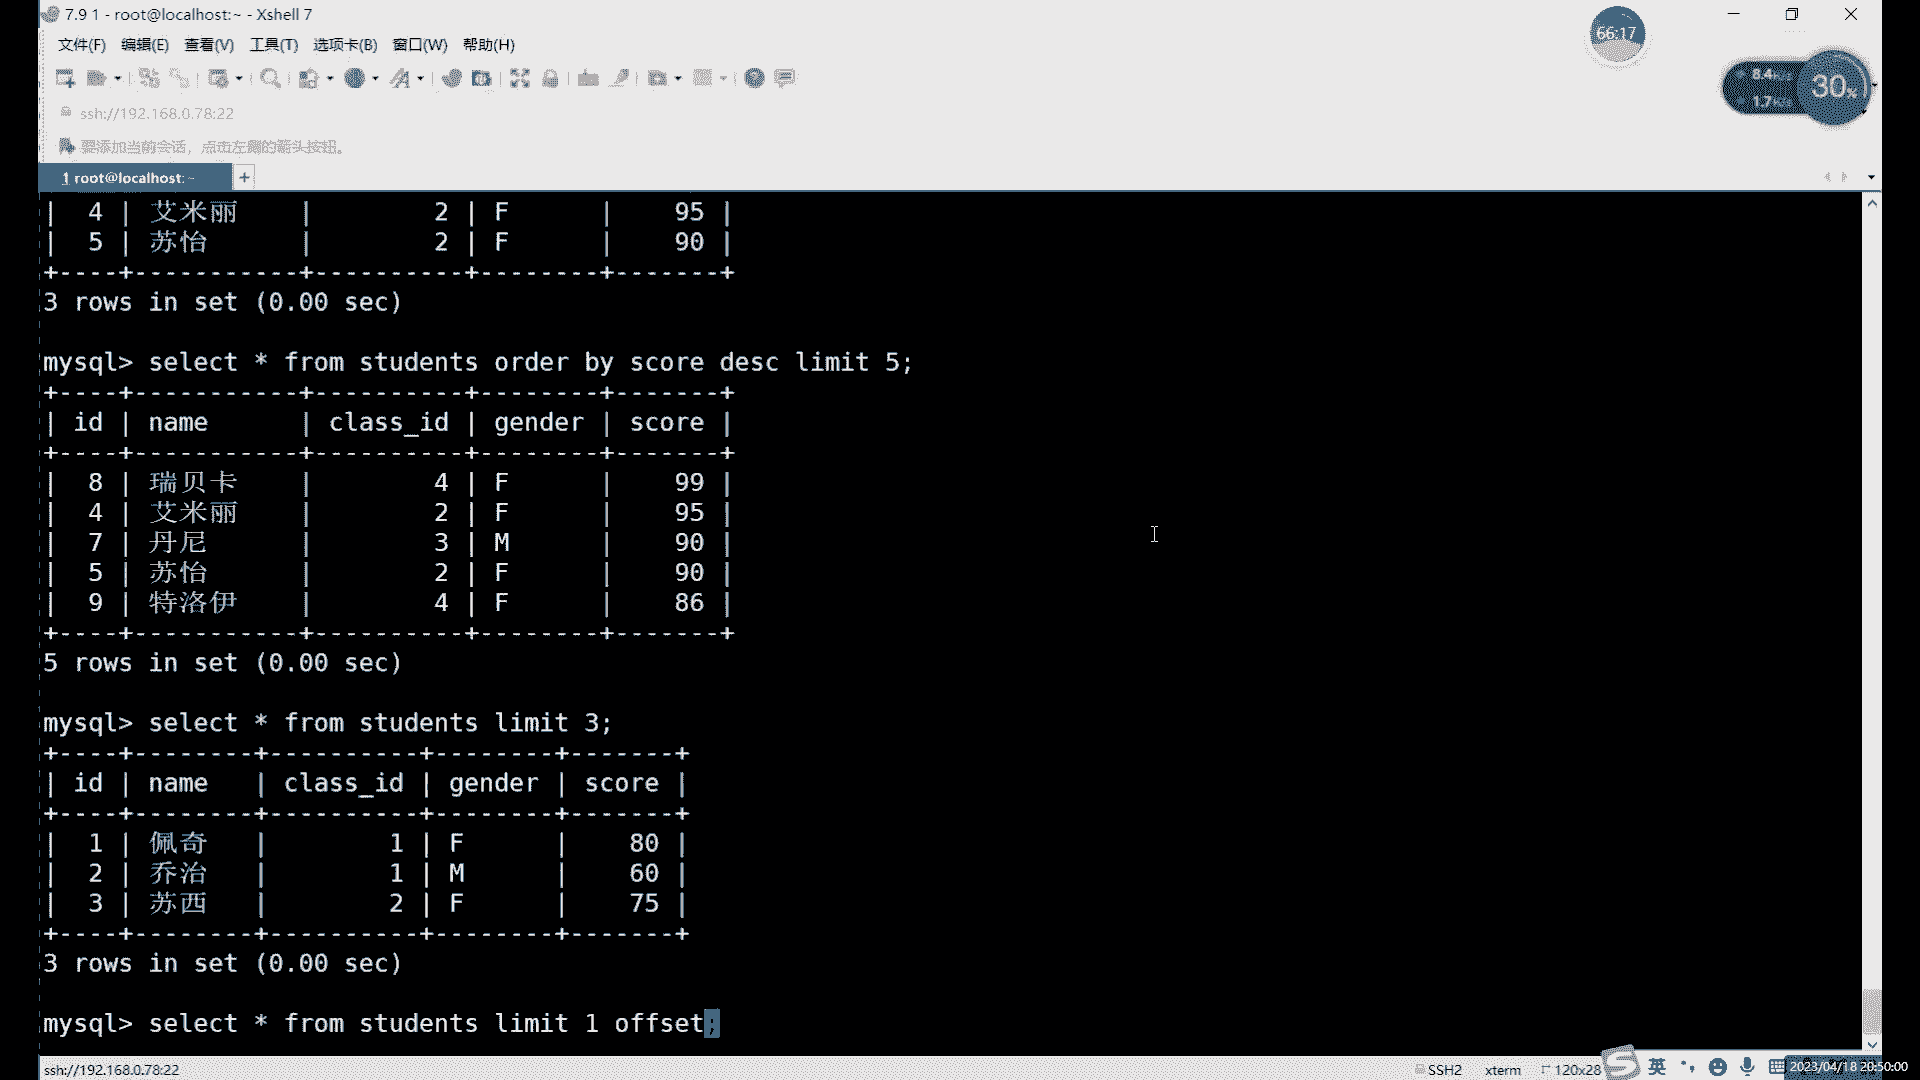 7.9 1 - root@localhost:~ - Xshell 7
66:17
文件(F) 编辑(E) 查看(V) 工具(T) 选项卡(B) 窗口(W) 帮助(H)
8.4K/s
1.7K/s
30%
ssh://192.168.0.78:22
要添加当前会话，点击左侧的箭头按钮。
1 root@localhost:~ +
| 4 | 艾米丽 | 2 | F | 95 |
| 5 | 苏怡 | 2 | F | 90 |
+----+-----------+----------+--------+-------+
3 rows in set (0.00 sec)
mysql> select * from students order by score desc limit 5;
+----+-----------+----------+--------+-------+
| id | name | class_id | gender | score |
+----+-----------+----------+--------+-------+
| 8 | 瑞贝卡 | 4 | F | 99 |
| 4 | 艾米丽 | 2 | F | 95 |
| 7 | 丹尼 | 3 | M | 90 |
| 5 | 苏怡 | 2 | F | 90 |
| 9 | 特洛伊 | 4 | F | 86 |
+----+-----------+----------+--------+-------+
5 rows in set (0.00 sec)
mysql> select * from students limit 3;
+----+--------+----------+--------+-------+
| id | name | class_id | gender | score |
+----+--------+----------+--------+-------+
| 1 | 佩奇 | 1 | F | 80 |
| 2 | 乔治 | 1 | M | 60 |
| 3 | 苏西 | 2 | F | 75 |
+----+--------+----------+--------+-------+
3 rows in set (0.00 sec)
mysql> select * from students limit 1 offset;
ssh://192.168.0.78:22 SSH2 xterm 120x28 英 2023/04/18 20:50:00